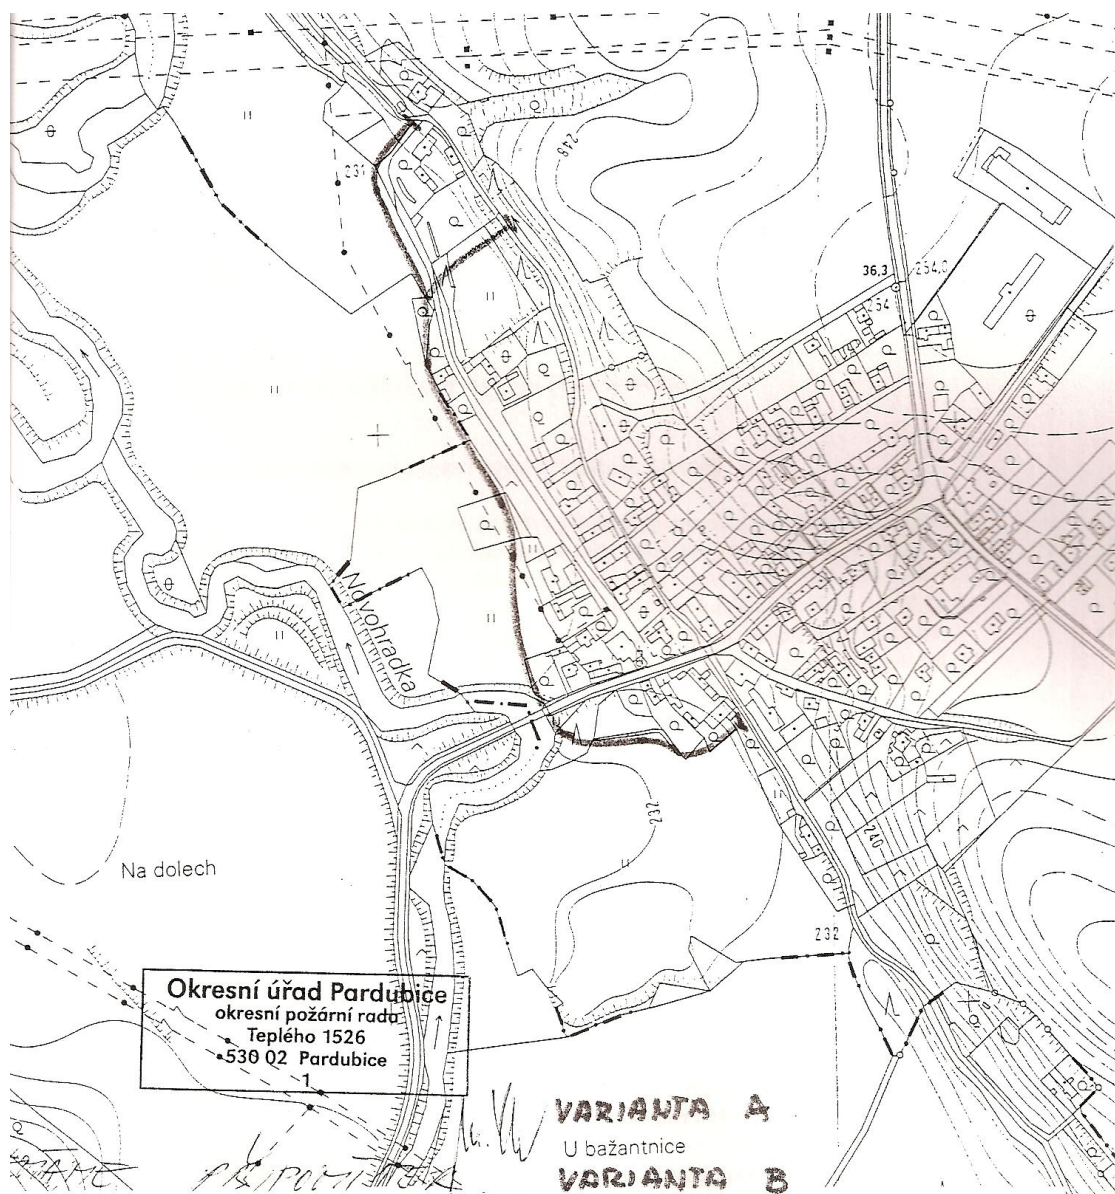 231
248
36,3
254,0
254
Novohradka
232
240
Na dolech
232
Okresní úřad Pardubice
okresní požární rada
Teplého 1526
530 02 Pardubice
1
VARIANTA A
U bažantnice
VARIANTA B